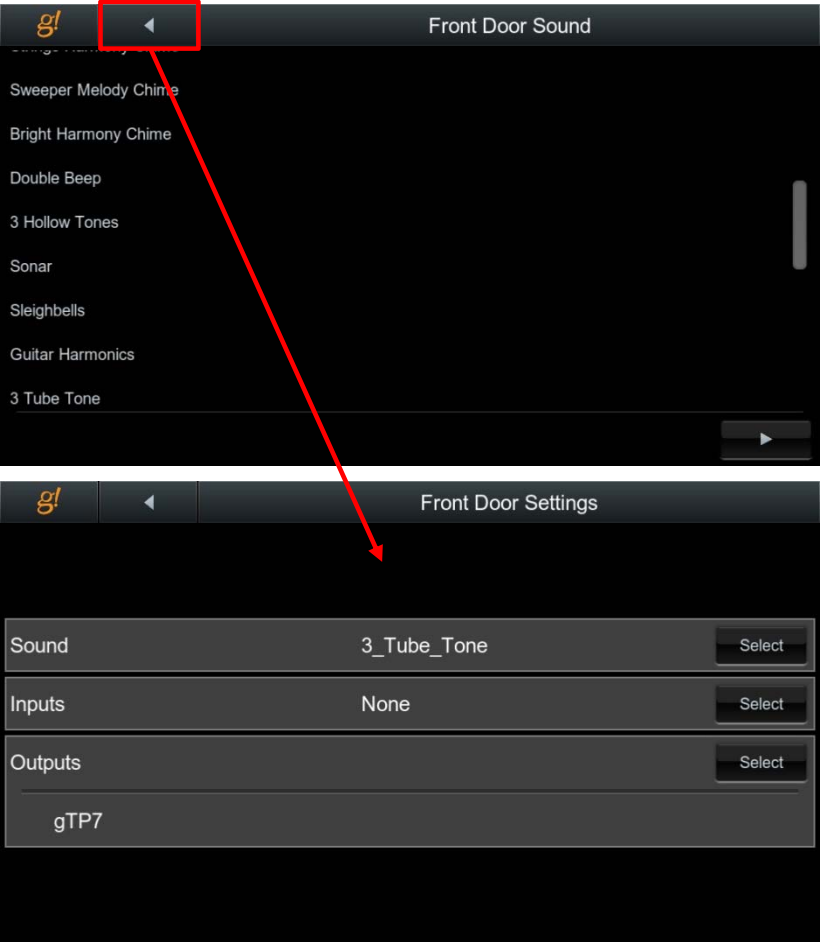 g!
Front Door Sound
Sweeper Melody Chime
Bright Harmony Chime
Double Beep
3 Hollow Tones
Sonar
Sleighbells
Guitar Harmonics
3 Tube Tone
g!
Front Door Settings
Sound 3_Tube_Tone Select
Inputs None Select
Outputs Select
gTP7